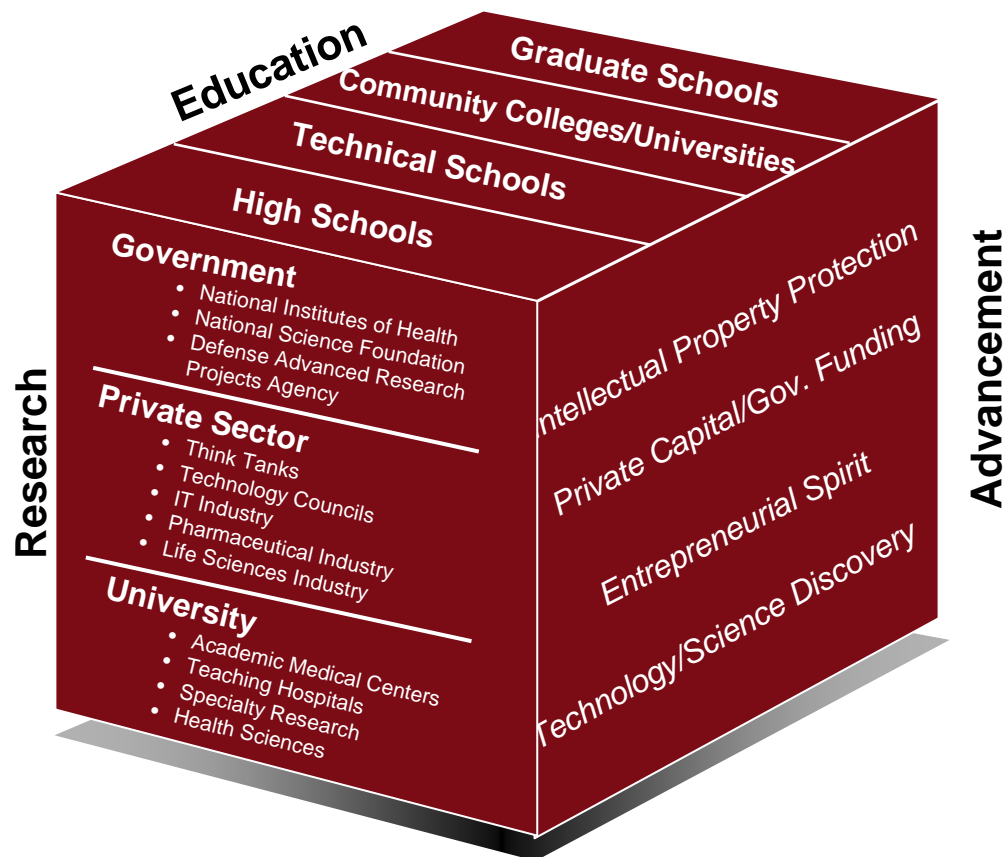 Education
Graduate Schools
Community Colleges/Universities
Technical Schools
High Schools
Research
Government
• National Institutes of Health
• National Science Foundation
• Defense Advanced Research
Projects Agency
Private Sector
• Think Tanks
• Technology Councils
• IT Industry
• Pharmaceutical Industry
• Life Sciences Industry
University
• Academic Medical Centers
• Teaching Hospitals
• Specialty Research
• Health Sciences
Advancement
Intellectual Property Protection
Private Capital/Gov. Funding
Entrepreneurial Spirit
Technology/Science Discovery